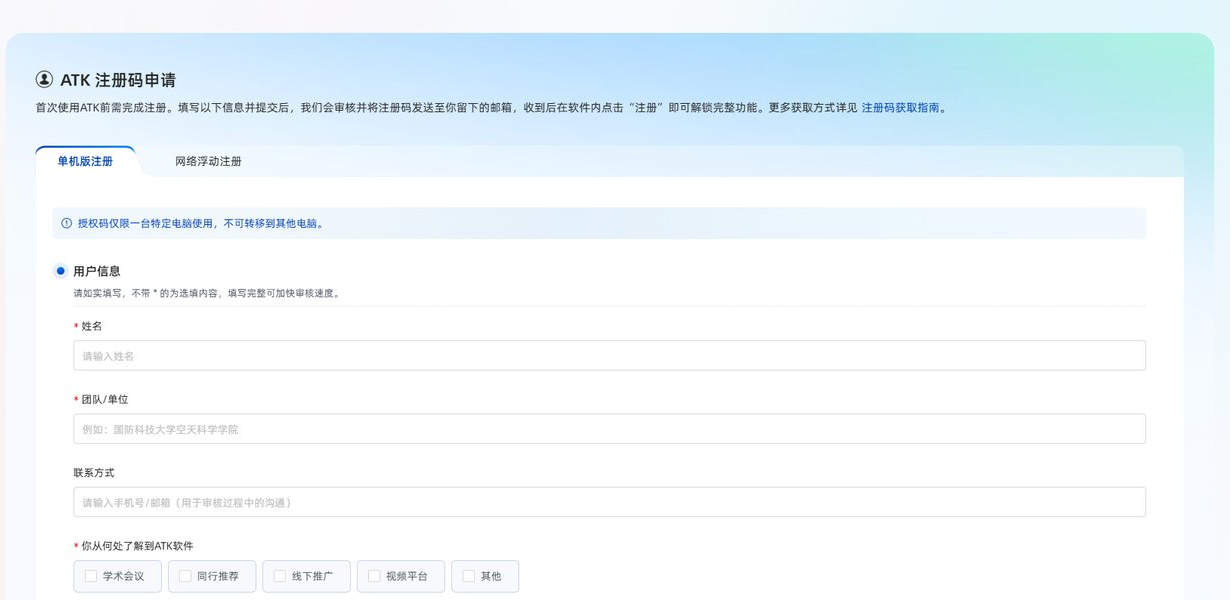 ATK 注册码申请
首次使用ATK前需完成注册。填写以下信息并提交后，我们会审核并将注册码发送至你留下的邮箱，收到后在软件内点击“注册”即可解锁完整功能。更多获取方式详见 注册码获取指南。
单机版注册 网络浮动注册
授权码仅限一台特定电脑使用，不可转移到其他电脑。
用户信息
请如实填写，不带 * 的为选填内容，填写完整可加快审核速度。
* 姓名
请输入姓名
* 团队/单位
例如：国防科技大学空天科学学院
联系方式
请输入手机号/邮箱（用于审核过程中的沟通）
* 你从何处了解到ATK软件
学术会议 同行推荐 线下推广 视频平台 其他